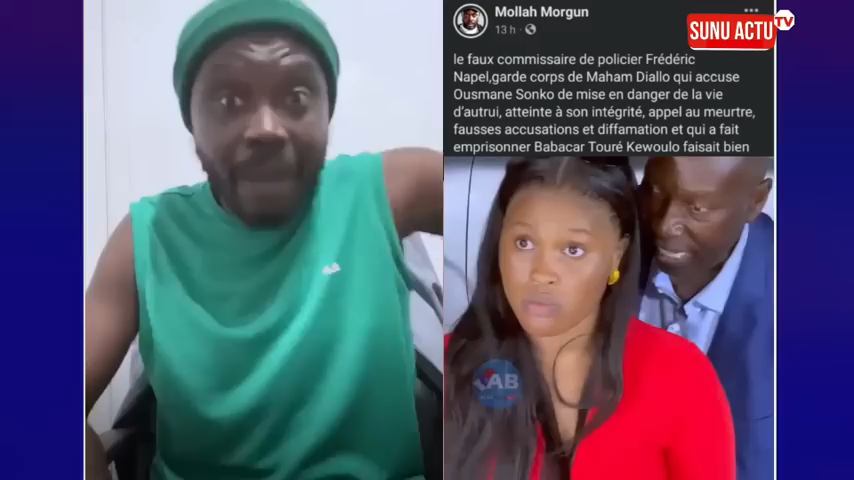 Mollah Morgun
13 h
SUNU ACTU
TV
le faux commissaire de policier Frédéric
Napel,garde corps de Maham Diallo qui accuse
Ousmane Sonko de mise en danger de la vie
d'autrui, atteinte à son intégrité, appel au meurtre,
fausses accusations et diffamation et qui a fait
emprisonner Babacar Touré Kewoulo faisait bien
AB